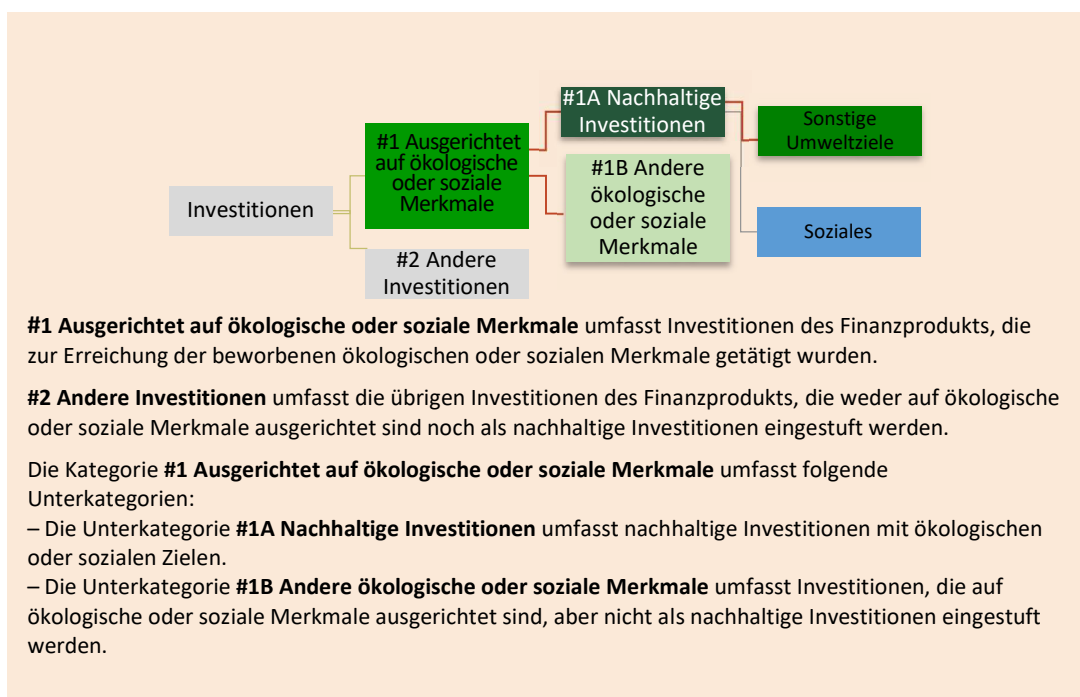 #1A Nachhaltige
Investitionen
Sonstige
Umweltziele
#1 Ausgerichtet
auf ökologische
oder soziale
Merkmale
#1B Andere
ökologische
oder soziale
Merkmale
Investitionen
Soziales
#2 Andere
Investitionen
#1 Ausgerichtet auf ökologische oder soziale Merkmale umfasst Investitionen des Finanzprodukts, die
zur Erreichung der beworbenen ökologischen oder sozialen Merkmale getätigt wurden.
#2 Andere Investitionen umfasst die übrigen Investitionen des Finanzprodukts, die weder auf ökologische
oder soziale Merkmale ausgerichtet sind noch als nachhaltige Investitionen eingestuft werden.
Die Kategorie #1 Ausgerichtet auf ökologische oder soziale Merkmale umfasst folgende
Unterkategorien:
– Die Unterkategorie #1A Nachhaltige Investitionen umfasst nachhaltige Investitionen mit ökologischen
oder sozialen Zielen.
– Die Unterkategorie #1B Andere ökologische oder soziale Merkmale umfasst Investitionen, die auf
ökologische oder soziale Merkmale ausgerichtet sind, aber nicht als nachhaltige Investitionen eingestuft
werden.